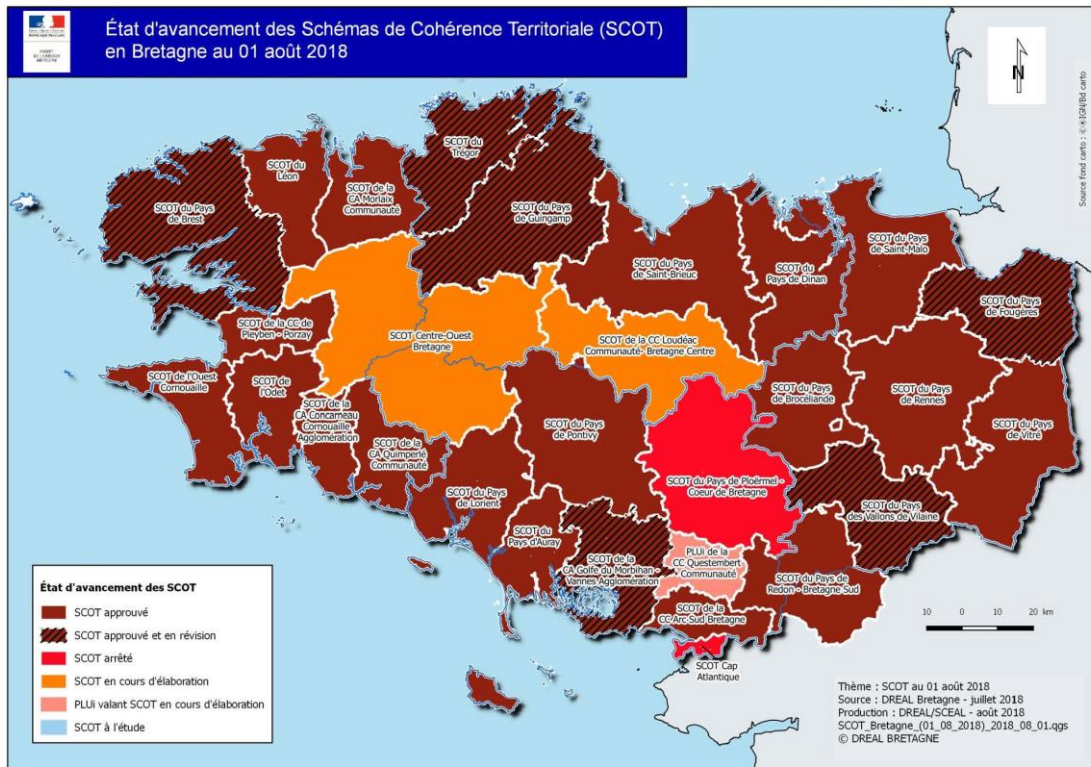 État d'avancement des Schémas de Cohérence Territoriale (SCOT)
en Bretagne au 01 août 2018
PRÉFET
DE LA RÉGION
BRETAGNE
N
Source fond carto : ©®IGN/Bd carto
SCOT du
Trégor
SCOT du
Léon
SCOT de la
CA Morlaix
Communauté
SCOT du Pays
de Brest
SCOT du Pays
de Guingamp
SCOT du Pays
de Saint-Brieuc
SCOT du
Pays de Dinan
SCOT du Pays
de Saint-Malo
SCOT du Pays
de Fougères
SCOT de la CC de
Pleyben - Porzay
SCOT Centre-Ouest
Bretagne
SCOT de la CC Loudéac
Communauté- Bretagne Centre
SCOT de l'Ouest
Cornouaille
SCOT de
l'Odet
SCOT de la
CA Concarneau
Cornouaille
Agglomération
SCOT de la
CA Quimperlé
Communauté
SCOT du Pays
de Pontivy
SCOT du Pays
de Brocéliande
SCOT du Pays
de Rennes
SCOT du Pays
de Vitré
SCOT du Pays
de Lorient
SCOT du Pays de Ploërmel -
Coeur de Bretagne
SCOT du Pays
des Vallons de Vilaine
SCOT du
Pays d'Auray
SCOT de la
CA Golfe du Morbihan -
Vannes Agglomération
PLUi de la
CC Questembert
Communauté
SCOT du Pays de
Redon - Bretagne Sud
SCOT de la
CC Arc Sud Bretagne
SCOT Cap
Atlantique
État d'avancement des SCOT
SCOT approuvé
SCOT approuvé et en révision
SCOT arrêté
SCOT en cours d'élaboration
PLUi valant SCOT en cours d'élaboration
SCOT à l'étude
10 0 10 20 km
Thème : SCOT au 01 août 2018
Source : DREAL Bretagne - juillet 2018
Production : DREAL/SCEAL - août 2018
SCOT_Bretagne_(01_08_2018)_2018_08_01.qgs
© DREAL BRETAGNE